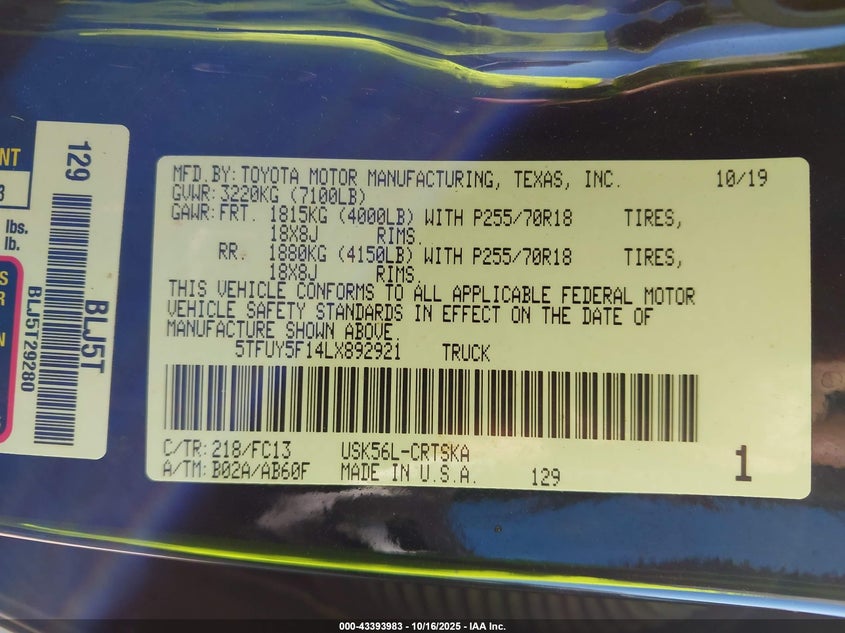 MFD.BY: TOYOTA MOTOR MANUFACTURING, TEXAS, INC. 10/19
GVWR: 3220KG (7100LB)
GAWR: FRT. 1815KG (4000LB) WITH P255/70R18 TIRES,
18X8J RIMS.
RR. 1880KG (4150LB) WITH P255/70R18 TIRES,
18X8J RIMS.
THIS VEHICLE CONFORMS TO ALL APPLICABLE FEDERAL MOTOR
VEHICLE SAFETY STANDARDS IN EFFECT ON THE DATE OF
MANUFACTURE SHOWN ABOVE.
5TFUY5F14LX892921 TRUCK
C/TR: 218/FC13 USK56L-CRTSKA
A/TM: B02A/AB60F MADE IN U.S.A. 129
1
129
BLJ5T
BLJ5T29280
lbs.
lb.
000-43393983 - 10/16/2025 - IAA Inc.